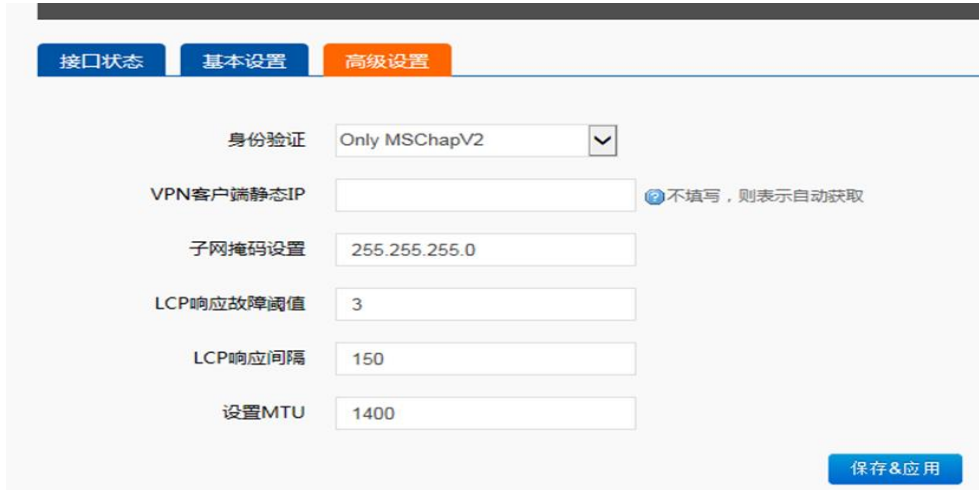 接口状态 基本设置 高级设置
身份验证 Only MSChapV2
VPN客户端静态IP 不填写，则表示自动获取
子网掩码设置 255.255.255.0
LCP响应故障阈值 3
LCP响应间隔 150
设置MTU 1400
保存&应用